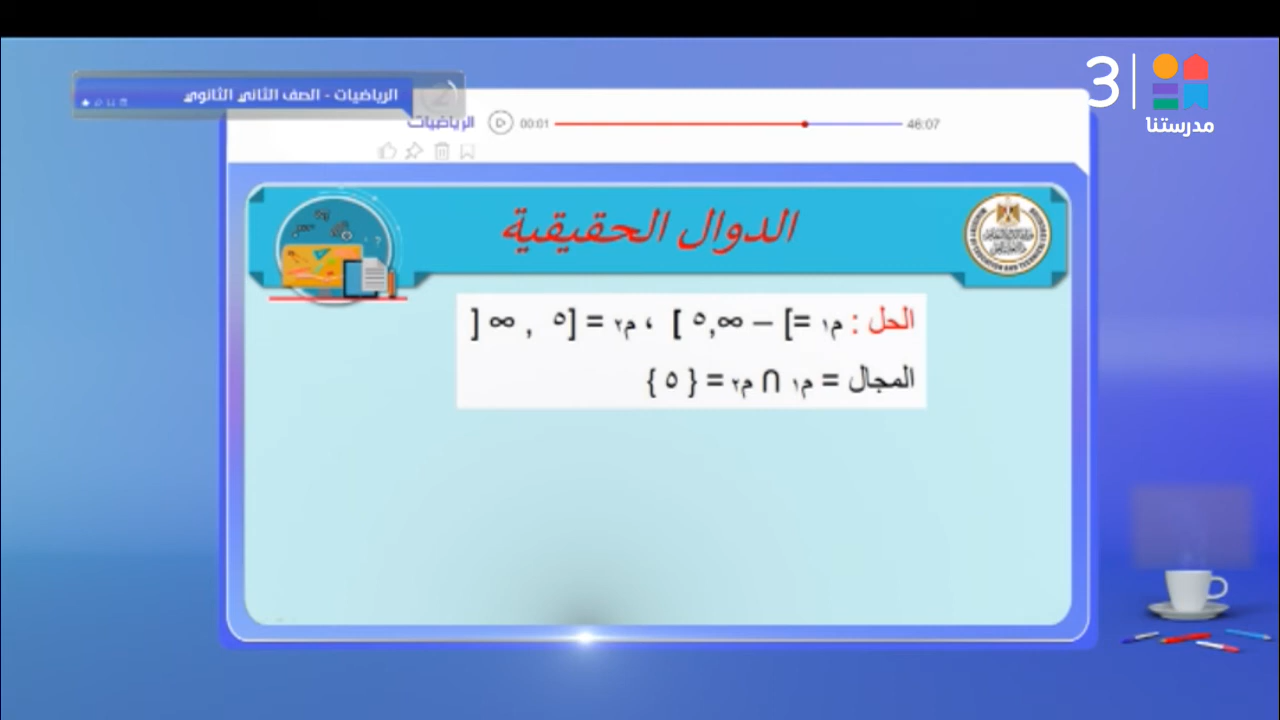 3
مدرستنا
الرياضيات - الصف الثاني الثانوي
الرياضيات
00:01
46:07
الدوال الحقيقية
الحل : م١ =] – ∞,٥ ] ، م٢ = [٥ , ∞ [
المجال = م١ ∩ م٢ = { ٥ }